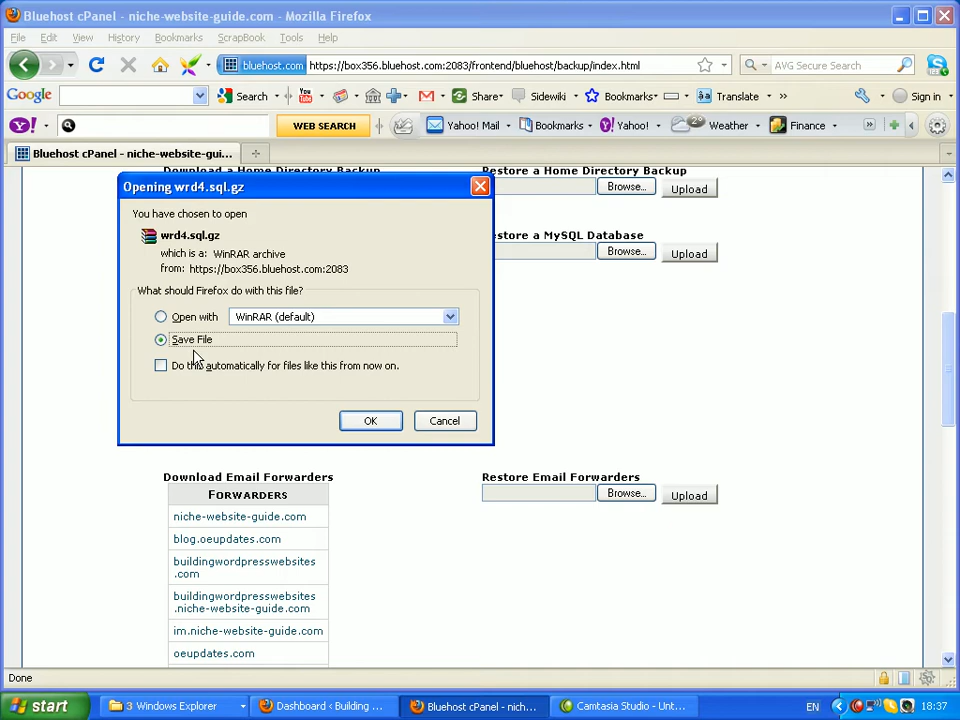 Bluehost cPanel - niche-website-guide.com - Mozilla Firefox
File Edit View History Bookmarks ScrapBook Tools Help
bluehost.com https://box356.bluehost.com:2083/frontend/bluehost/backup/index.html AVG Secure Search
Google Search Share Sidewiki Bookmarks Translate » Sign in
Y! WEB SEARCH Yahoo! Mail Bookmarks Yahoo! Weather Finance »
Bluehost cPanel - niche-website-gui...
Download a Home Directory Backup Restore a Home Directory Backup
Browse... Upload
Opening wrd4.sql.gz
You have chosen to open
wrd4.sql.gz
which is a: WinRAR archive
from: https://box356.bluehost.com:2083
What should Firefox do with this file?
Open with WinRAR (default)
Save File
Do this automatically for files like this from now on.
OK Cancel
estore a MySQL Database
Browse... Upload
Download Email Forwarders Restore Email Forwarders
Browse... Upload
FORWARDERS
niche-website-guide.com
blog.oeupdates.com
buildingwordpresswebsites
.com
buildingwordpresswebsites
.niche-website-guide.com
im.niche-website-guide.com
oeupdates.com
Done
start 3 Windows Explorer Dashboard ‹ Building ... Bluehost cPanel - nich... Camtasia Studio - Unt... EN 18:37